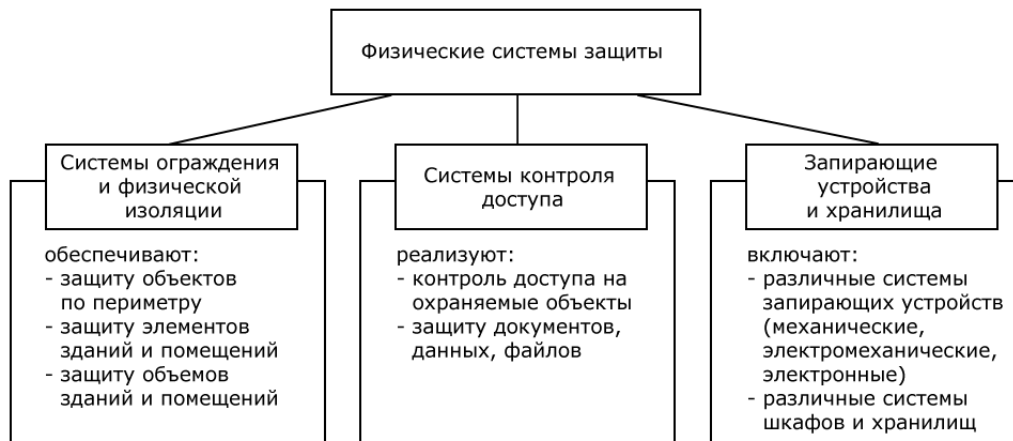 Физические системы защиты
Системы ограждения
и физической
изоляции
обеспечивают:
- защиту объектов
по периметру
- защиту элементов
зданий и помещений
- защиту объемов
зданий и помещений
Системы контроля
доступа
реализуют:
- контроль доступа на
охраняемые объекты
- защиту документов,
данных, файлов
Запирающие
устройства
и хранилища
включают:
- различные системы
запирающих устройств
(механические,
электромеханические,
электронные)
- различные системы
шкафов и хранилищ